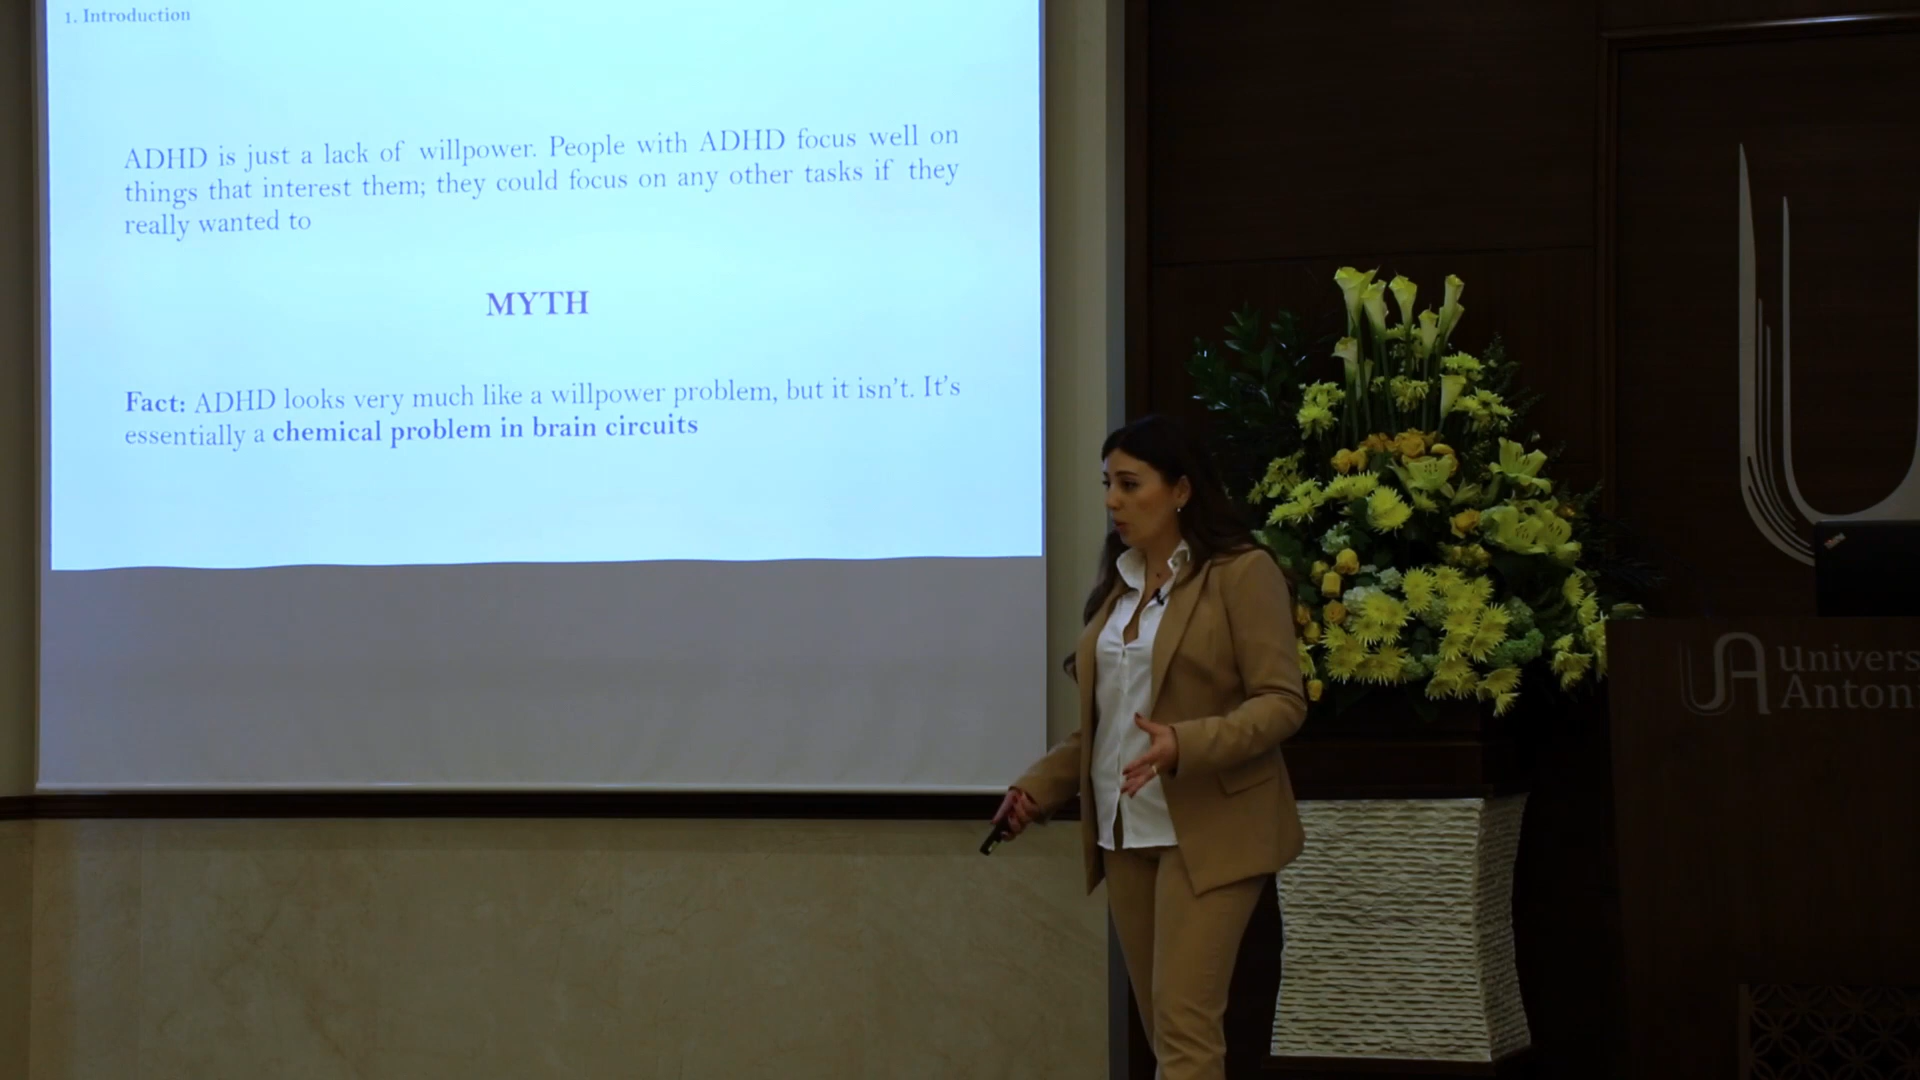 1. Introduction
ADHD is just a lack of willpower. People with ADHD focus well on
things that interest them; they could focus on any other tasks if they
really wanted to
MYTH
Fact: ADHD looks very much like a willpower problem, but it isn't. It's
essentially a chemical problem in brain circuits
UA
Univers
Anton